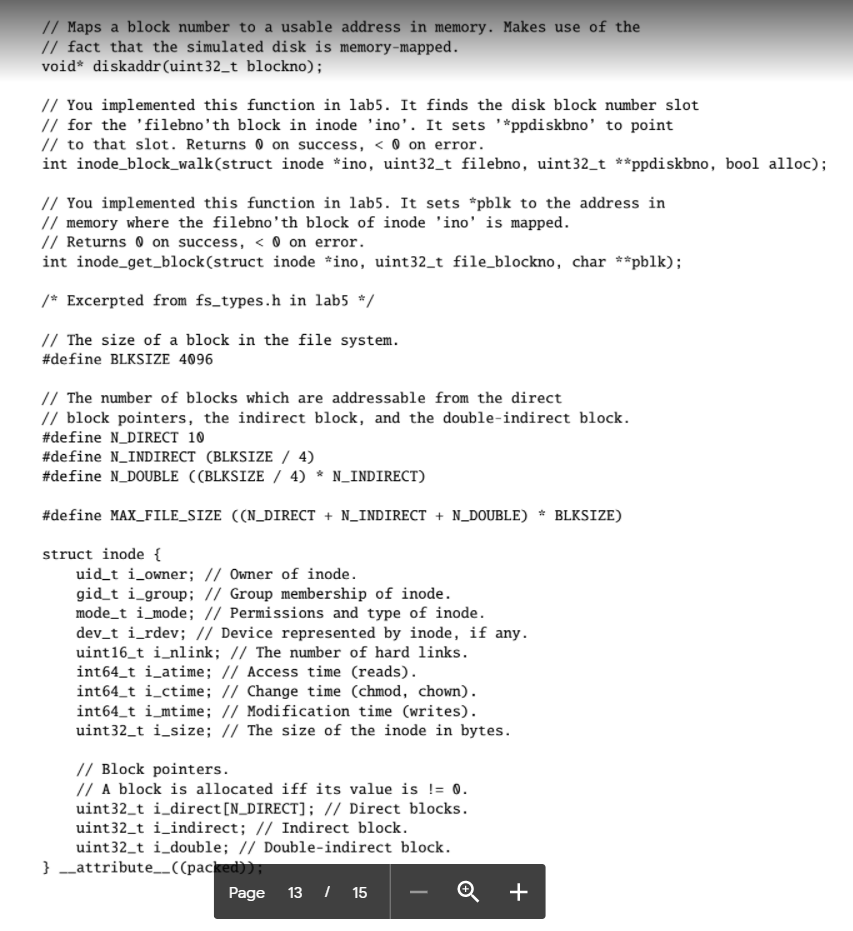 // Maps a block number to a usable address in memory. Makes use of the
// fact that the simulated disk is memory-mapped.
void* diskaddr(uint32_t blockno);
// You implemented this function in lab5. It finds the disk block number slot
// for the 'filebno'th block in inode 'ino'. It sets '*ppdiskbno' to point
// to that slot. Returns 0 on success, < 0 on error.
int inode_block_walk(struct inode *ino, uint32_t filebno, uint32_t **ppdiskbno, bool alloc);
// You implemented this function in lab5. It sets *pblk to the address in
// memory where the filebno'th block of inode 'ino' is mapped.
// Returns 0 on success, < 0 on error.
int inode_get_block(struct inode *ino, uint32_t file_blockno, char **pblk);
/* Excerpted from fs_types.h in lab5 */
// The size of a block in the file system.
#define BLKSIZE 4096
// The number of blocks which are addressable from the direct
// block pointers, the indirect block, and the double-indirect block.
#define N_DIRECT 10
#define N_INDIRECT (BLKSIZE / 4)
#define N_DOUBLE ((BLKSIZE / 4) * N_INDIRECT)
#define MAX_FILE_SIZE ((N_DIRECT + N_INDIRECT + N_DOUBLE) * BLKSIZE)
struct inode {
uid_t i_owner; // Owner of inode.
gid_t i_group; // Group membership of inode.
mode_t i_mode; // Permissions and type of inode.
dev_t i_rdev; // Device represented by inode, if any.
uint16_t i_nlink; // The number of hard links.
int64_t i_atime; // Access time (reads).
int64_t i_ctime; // Change time (chmod, chown).
int64_t i_mtime; // Modification time (writes).
uint32_t i_size; // The size of the inode in bytes.
// Block pointers.
// A block is allocated iff its value is != 0.
uint32_t i_direct[N_DIRECT]; // Direct blocks.
uint32_t i_indirect; // Indirect block.
uint32_t i_double; // Double-indirect block.
} __attribute__((packed));
Page 13 / 15